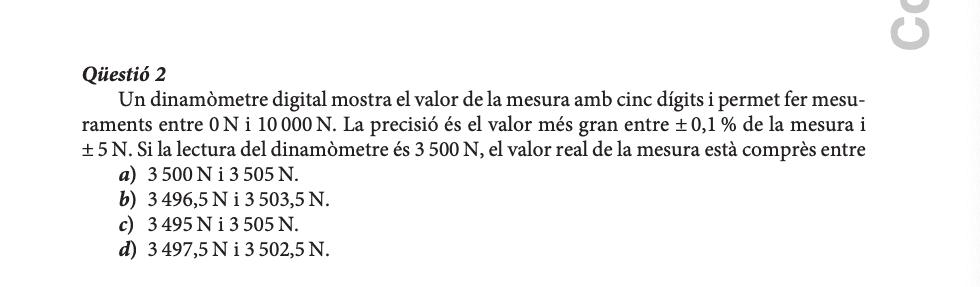 Co
Qüestió 2
Un dinamòmetre digital mostra el valor de la mesura amb cinc dígits i permet fer mesu-
raments entre 0 N i 10 000 N. La precisió és el valor més gran entre ± 0,1 % de la mesura i
± 5 N. Si la lectura del dinamòmetre és 3 500 N, el valor real de la mesura està comprès entre
a) 3 500 N i 3 505 N.
b) 3 496,5 N i 3 503,5 N.
c) 3 495 N i 3 505 N.
d) 3 497,5 N i 3 502,5 N.